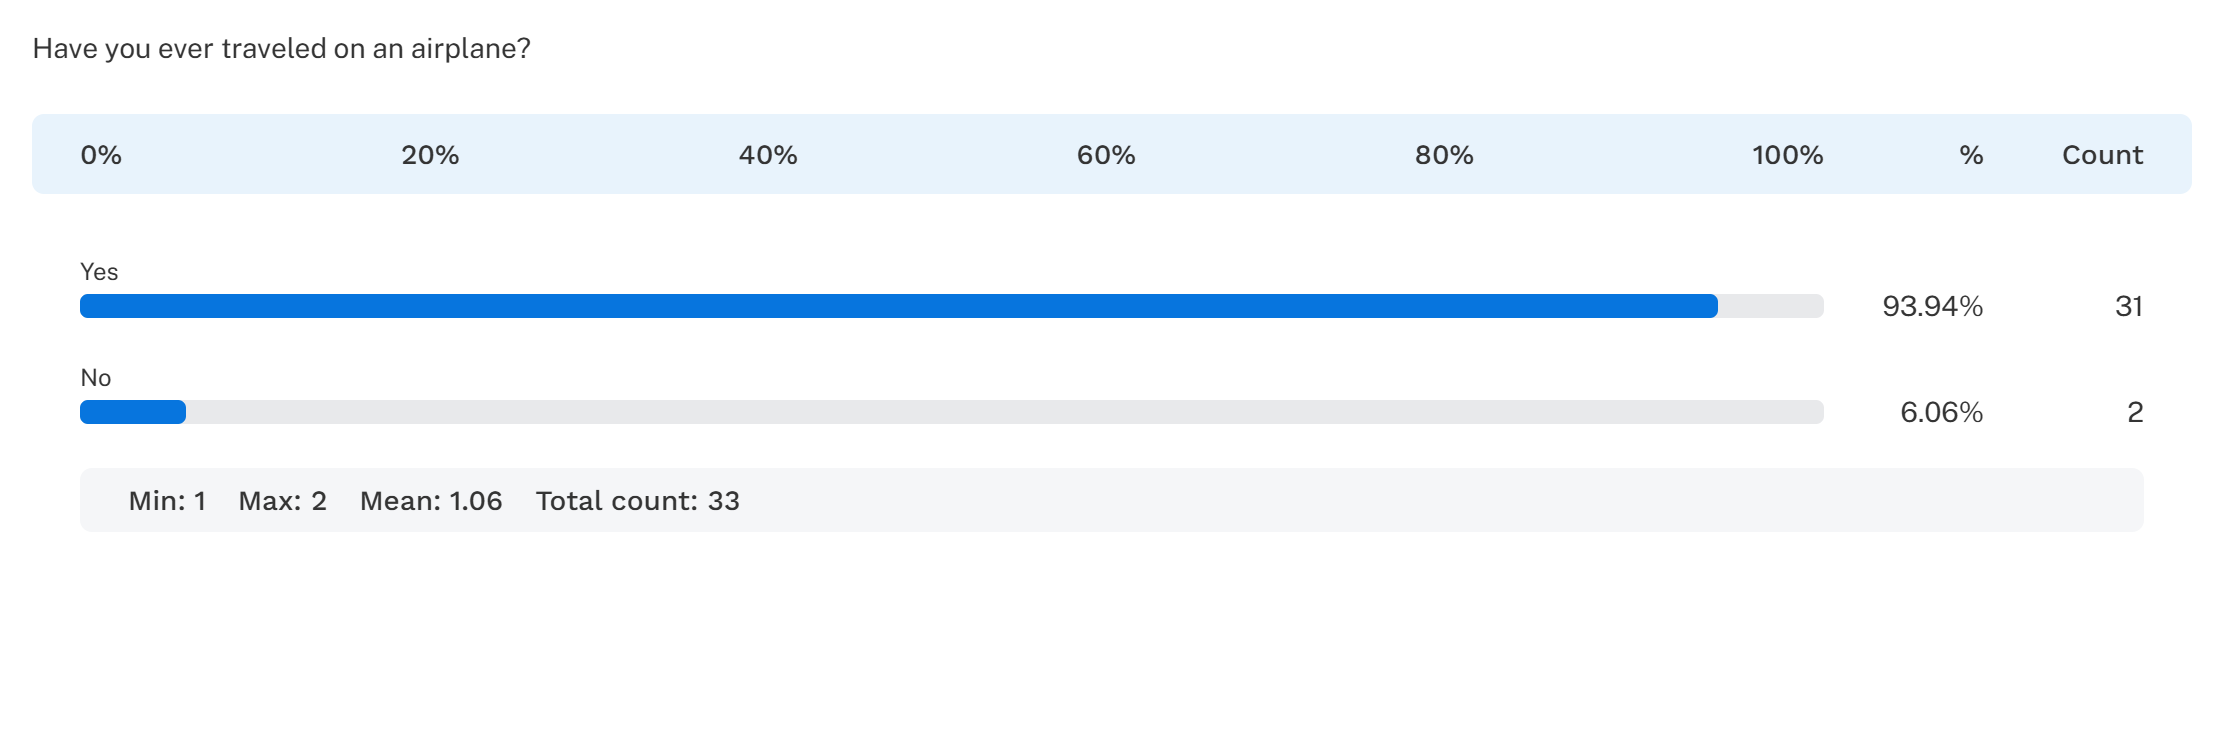 Have you ever traveled on an airplane?
0% 20% 40% 60% 80% 100% % Count
Yes
93.94% 31
No
6.06% 2
Min: 1 Max: 2 Mean: 1.06 Total count: 33